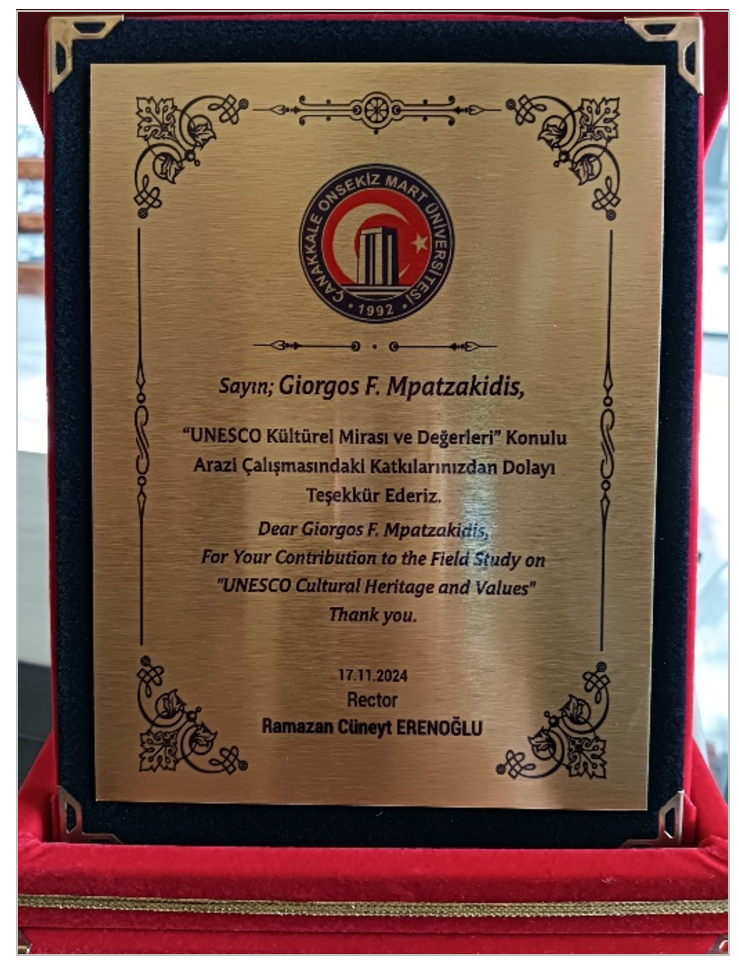 ÇANAKKALE ONSEKİZ MART ÜNİVERSİTESİ
• 1992 •
Sayın; Giorgos F. Mpatzakidis,
“UNESCO Kültürel Mirası ve Değerleri” Konulu
Arazi Çalışmasındaki Katkılarınızdan Dolayı
Teşekkür Ederiz.
Dear Giorgos F. Mpatzakidis,
For Your Contribution to the Field Study on
"UNESCO Cultural Heritage and Values"
Thank you.
17.11.2024
Rector
Ramazan Cüneyt ERENOĞLU